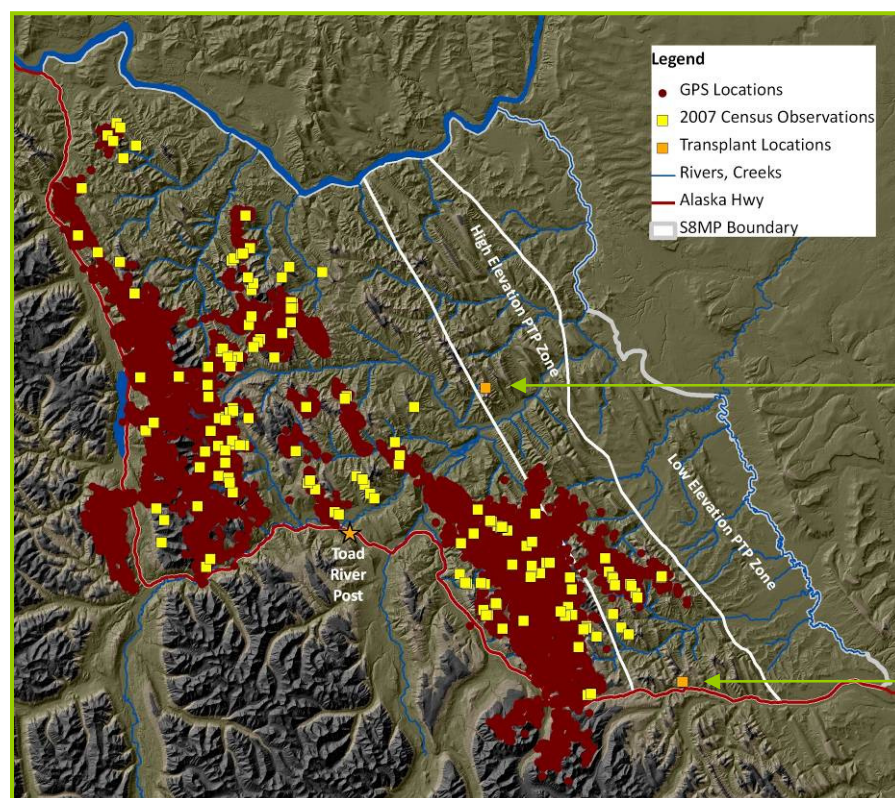 Legend
GPS Locations
2007 Census Observations
Transplant Locations
Rivers, Creeks
Alaska Hwy
S8MP Boundary
High Elevation PTP Zone
Low Elevation PTP Zone
Toad
River
Post